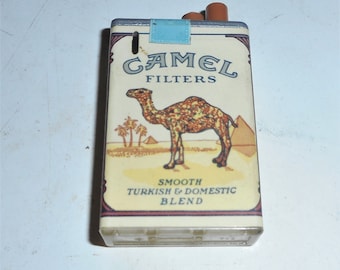 CAMEL
FILTERS
SMOOTH
TURKISH & DOMESTIC
BLEND